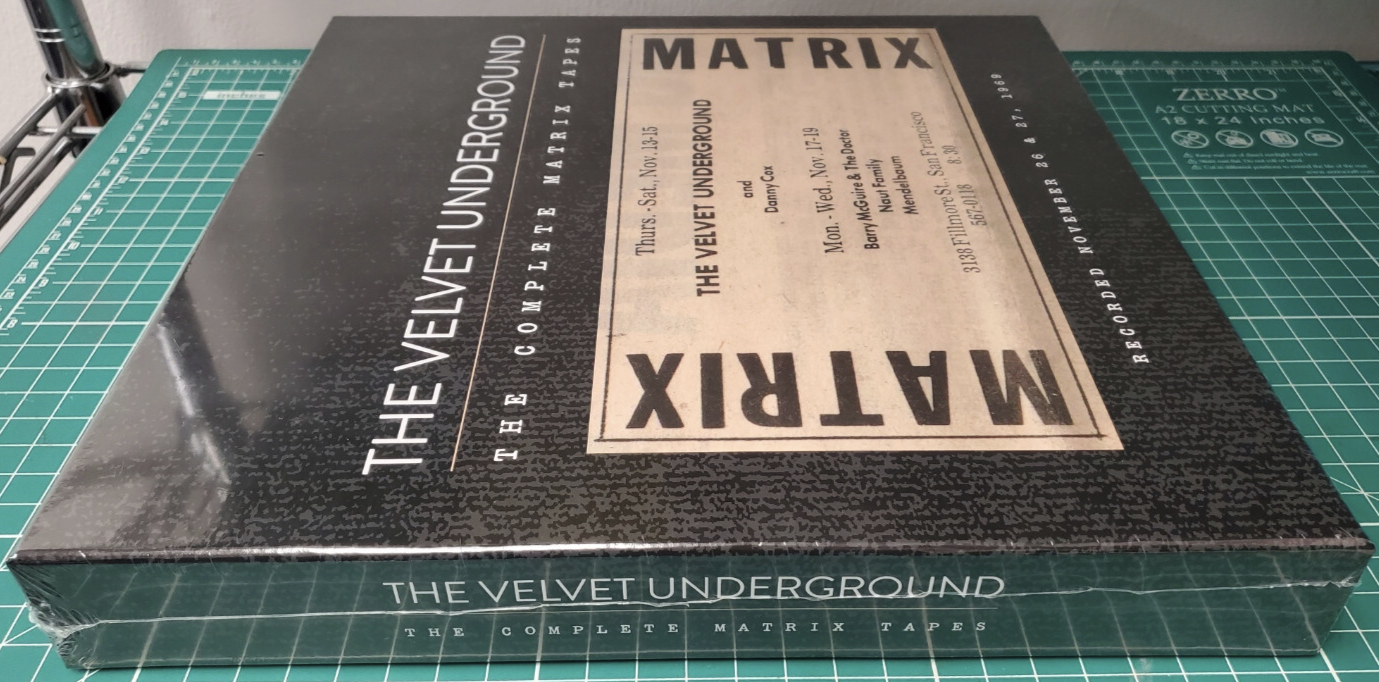 THE VELVET UNDERGROUND
THE COMPLETE MATRIX TAPES
MATRIX
Thurs. - Sat., Nov. 13-15
THE VELVET UNDERGROUND
and
Danny Cox
Mon. - Wed., Nov. 17-19
Barry McGuire & The Doctor
Naut Family
Mendelbaum
3138 Fillmore St., San Francisco
567-0118 8:30
MATRIX
RECORDED NOVEMBER 26 & 27, 1969
THE VELVET UNDERGROUND
THE COMPLETE MATRIX TAPES
inches
ZERRO
A2 CUTTING MAT
18 x 24 Inches